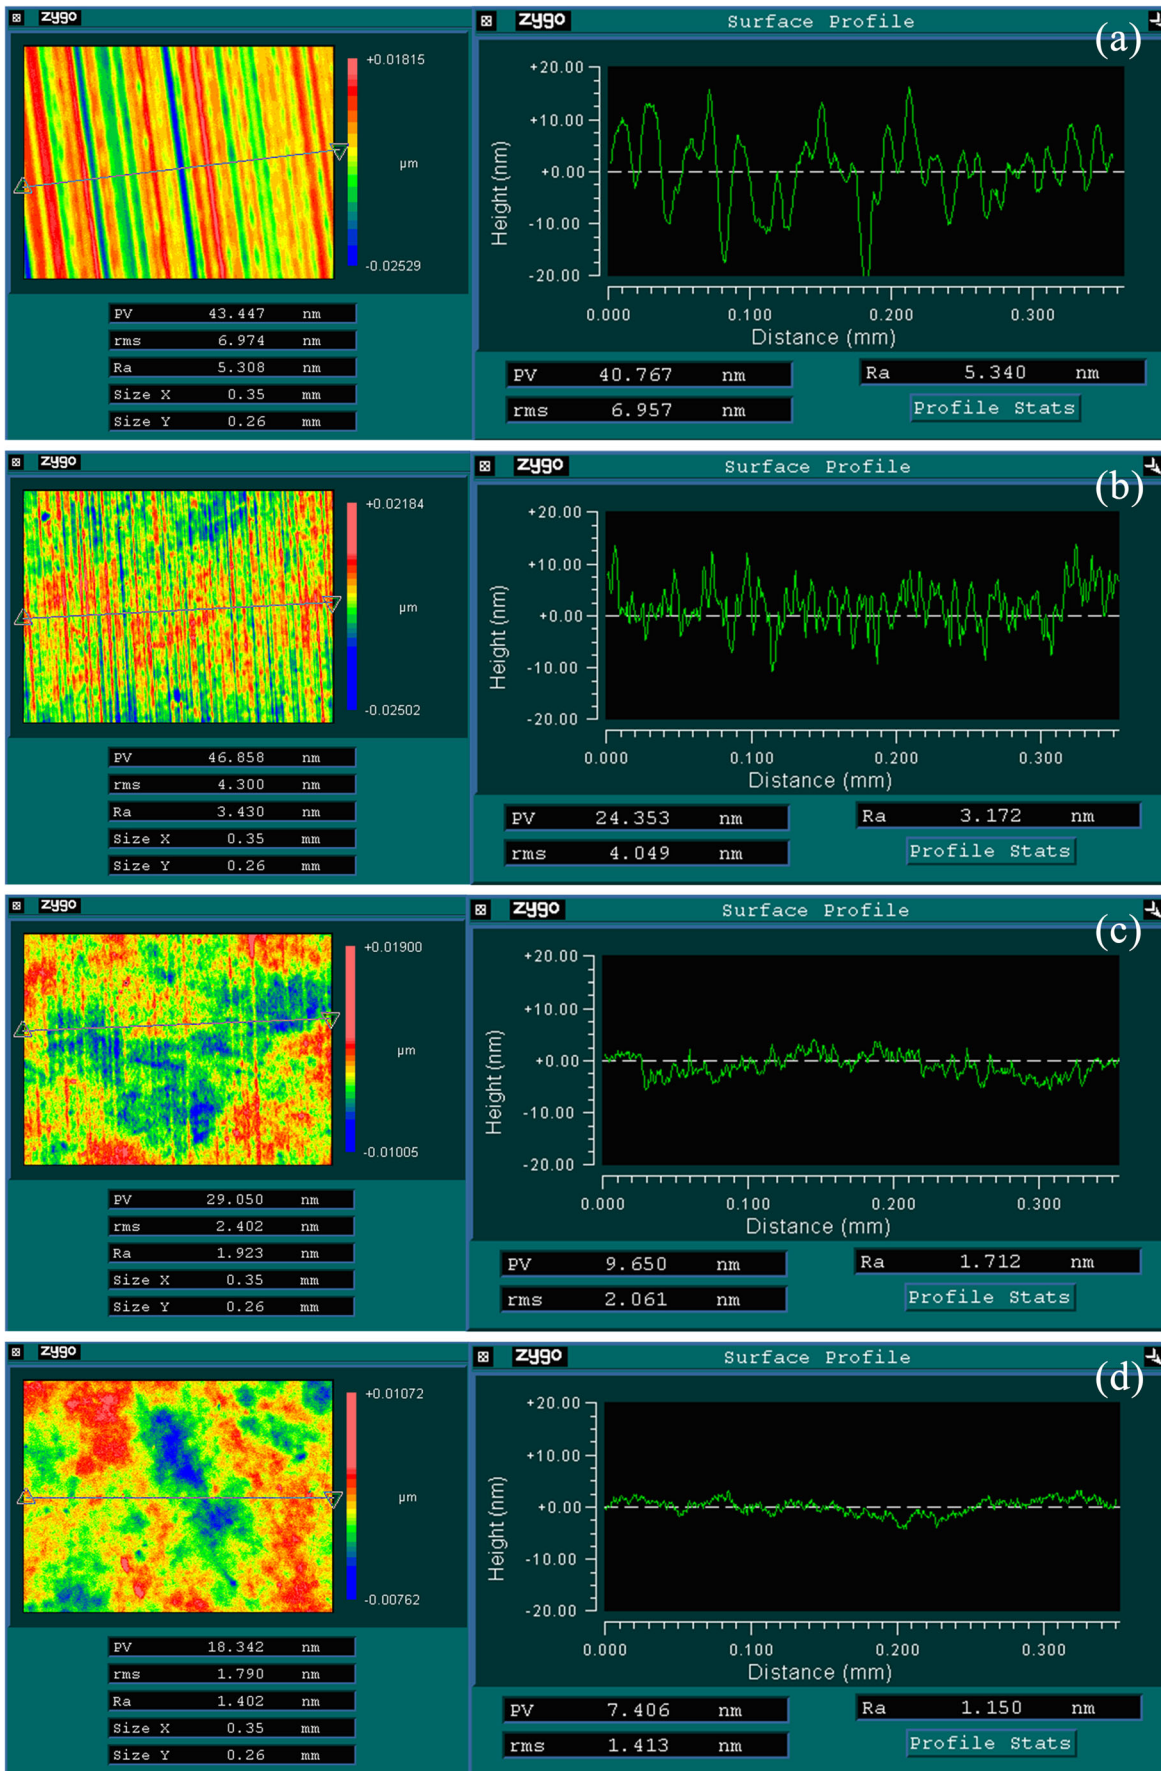 zygo
+0.01815
µm
-0.02529
PV 43.447 nm
rms 6.974 nm
Ra 5.308 nm
Size X 0.35 mm
Size Y 0.26 mm
zygo Surface Profile
(a)
+20.00
+10.00
+0.00
-10.00
-20.00
Height (nm)
0.000 0.100 0.200 0.300
Distance (mm)
PV 40.767 nm Ra 5.340 nm
rms 6.957 nm Profile Stats
zygo
+0.02184
µm
-0.02502
PV 46.858 nm
rms 4.300 nm
Ra 3.430 nm
Size X 0.35 mm
Size Y 0.26 mm
zygo Surface Profile
(b)
+20.00
+10.00
+0.00
-10.00
-20.00
Height (nm)
0.000 0.100 0.200 0.300
Distance (mm)
PV 24.353 nm Ra 3.172 nm
rms 4.049 nm Profile Stats
zygo
+0.01900
µm
-0.01005
PV 29.050 nm
rms 2.402 nm
Ra 1.923 nm
Size X 0.35 mm
Size Y 0.26 mm
zygo Surface Profile
(c)
+20.00
+10.00
+0.00
-10.00
-20.00
Height (nm)
0.000 0.100 0.200 0.300
Distance (mm)
PV 9.650 nm Ra 1.712 nm
rms 2.061 nm Profile Stats
zygo
+0.01072
µm
-0.00762
PV 18.342 nm
rms 1.790 nm
Ra 1.402 nm
Size X 0.35 mm
Size Y 0.26 mm
zygo Surface Profile
(d)
+20.00
+10.00
+0.00
-10.00
-20.00
Height (nm)
0.000 0.100 0.200 0.300
Distance (mm)
PV 7.406 nm Ra 1.150 nm
rms 1.413 nm Profile Stats